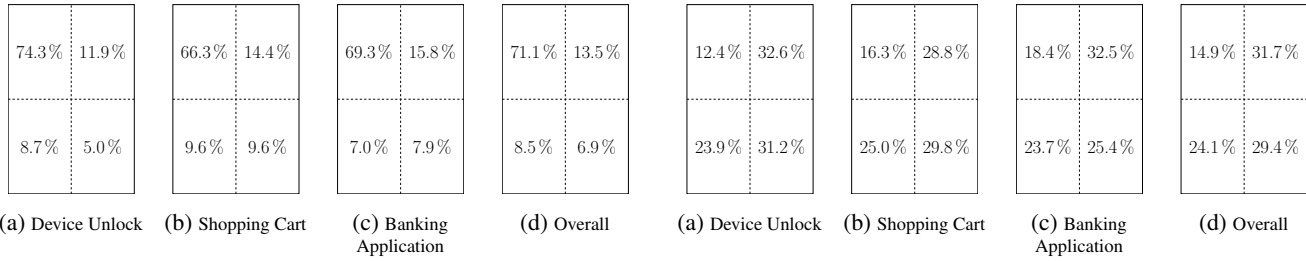 74.3 % 11.9 % 66.3 % 14.4 % 69.3 % 15.8 % 71.1 % 13.5 % 12.4 % 32.6 % 16.3 % 28.8 % 18.4 % 32.5 % 14.9 % 31.7 %
8.7 % 5.0 % 9.6 % 9.6 % 7.0 % 7.9 % 8.5 % 6.9 % 23.9 % 31.2 % 25.0 % 29.8 % 23.7 % 25.4 % 24.1 % 29.4 %
(a) Device Unlock (b) Shopping Cart (c) Banking (d) Overall (a) Device Unlock (b) Shopping Cart (c) Banking (d) Overall
Application Application